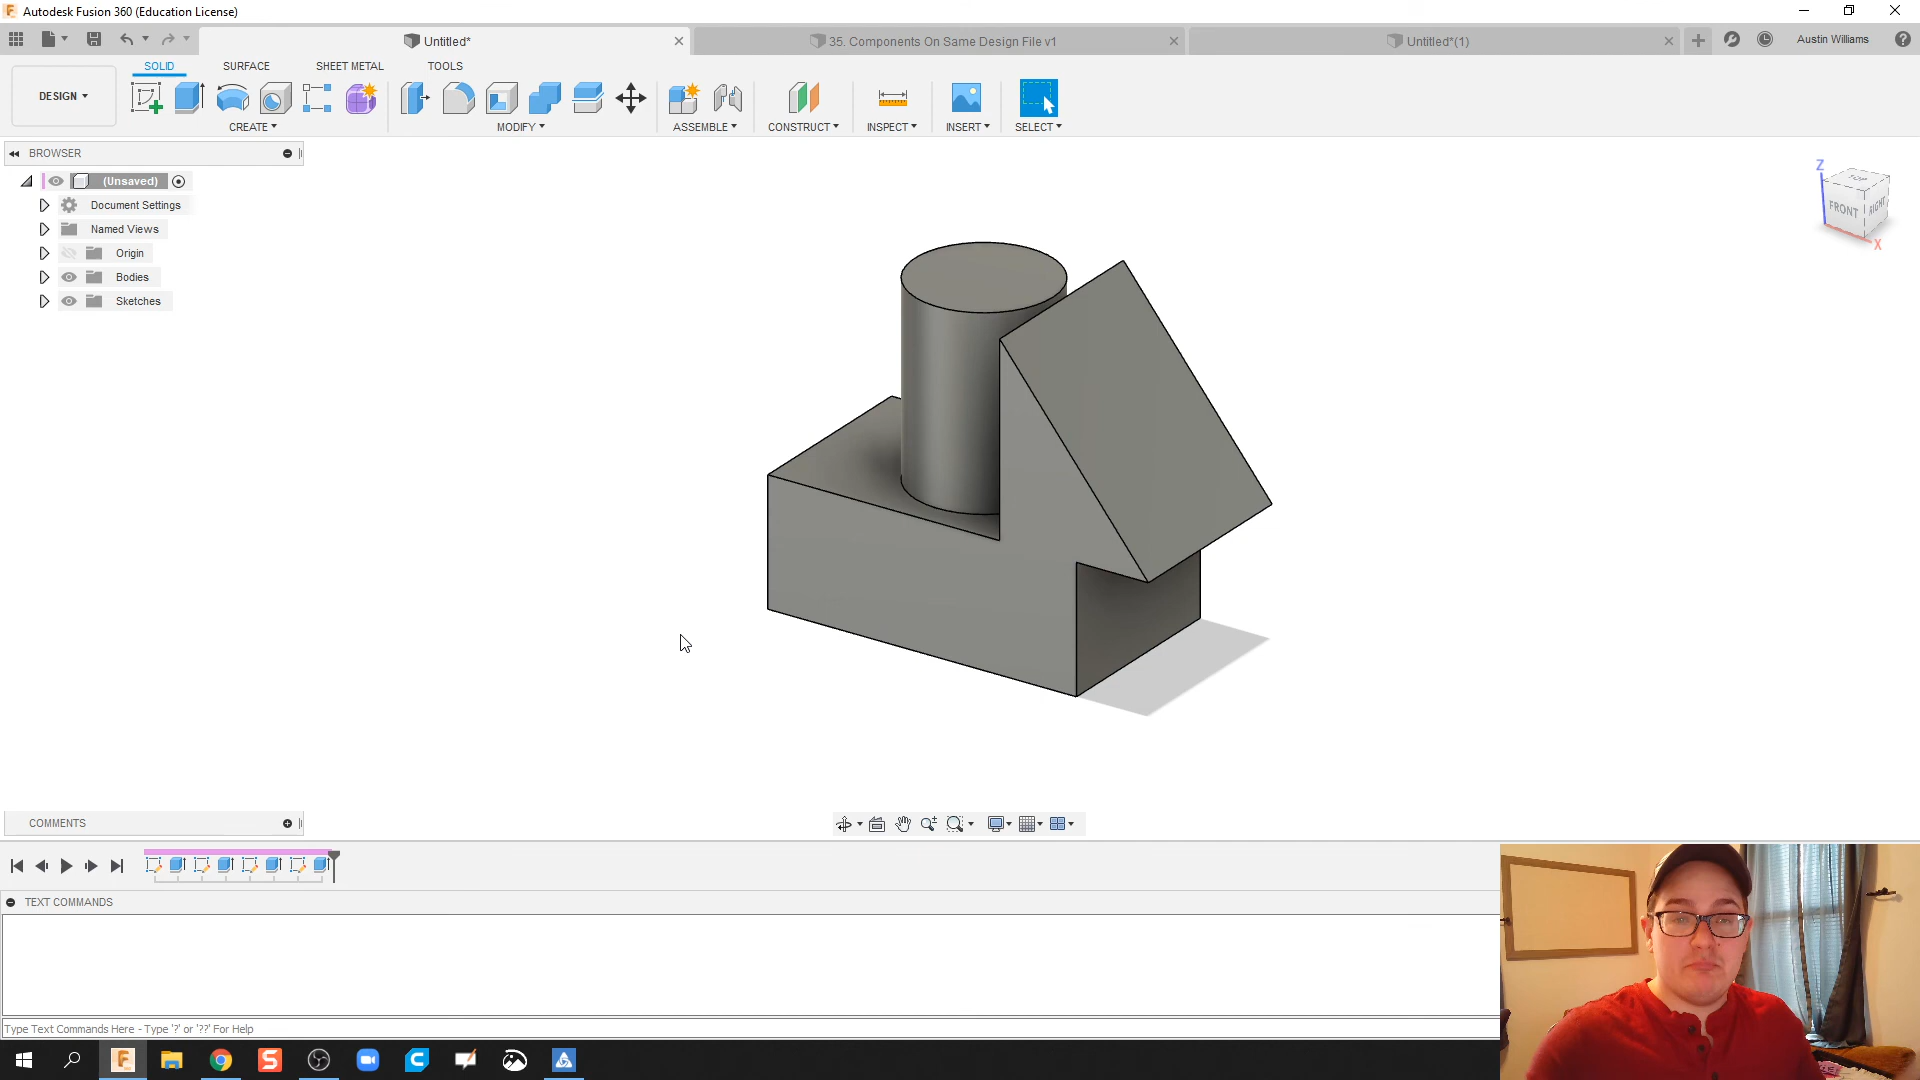 Autodesk Fusion 360 (Education License)
Untitled*
35. Components On Same Design File v1
Untitled*(1)
Austin Williams
SOLID
SURFACE
SHEET METAL
TOOLS
DESIGN
CREATE
MODIFY
ASSEMBLE
CONSTRUCT
INSPECT
INSERT
SELECT
BROWSER
(Unsaved)
Document Settings
Named Views
Origin
Bodies
Sketches
Z
TOP
FRONT
RIGHT
X
COMMENTS
TEXT COMMANDS
Type Text Commands Here - Type '?' or '??' For Help